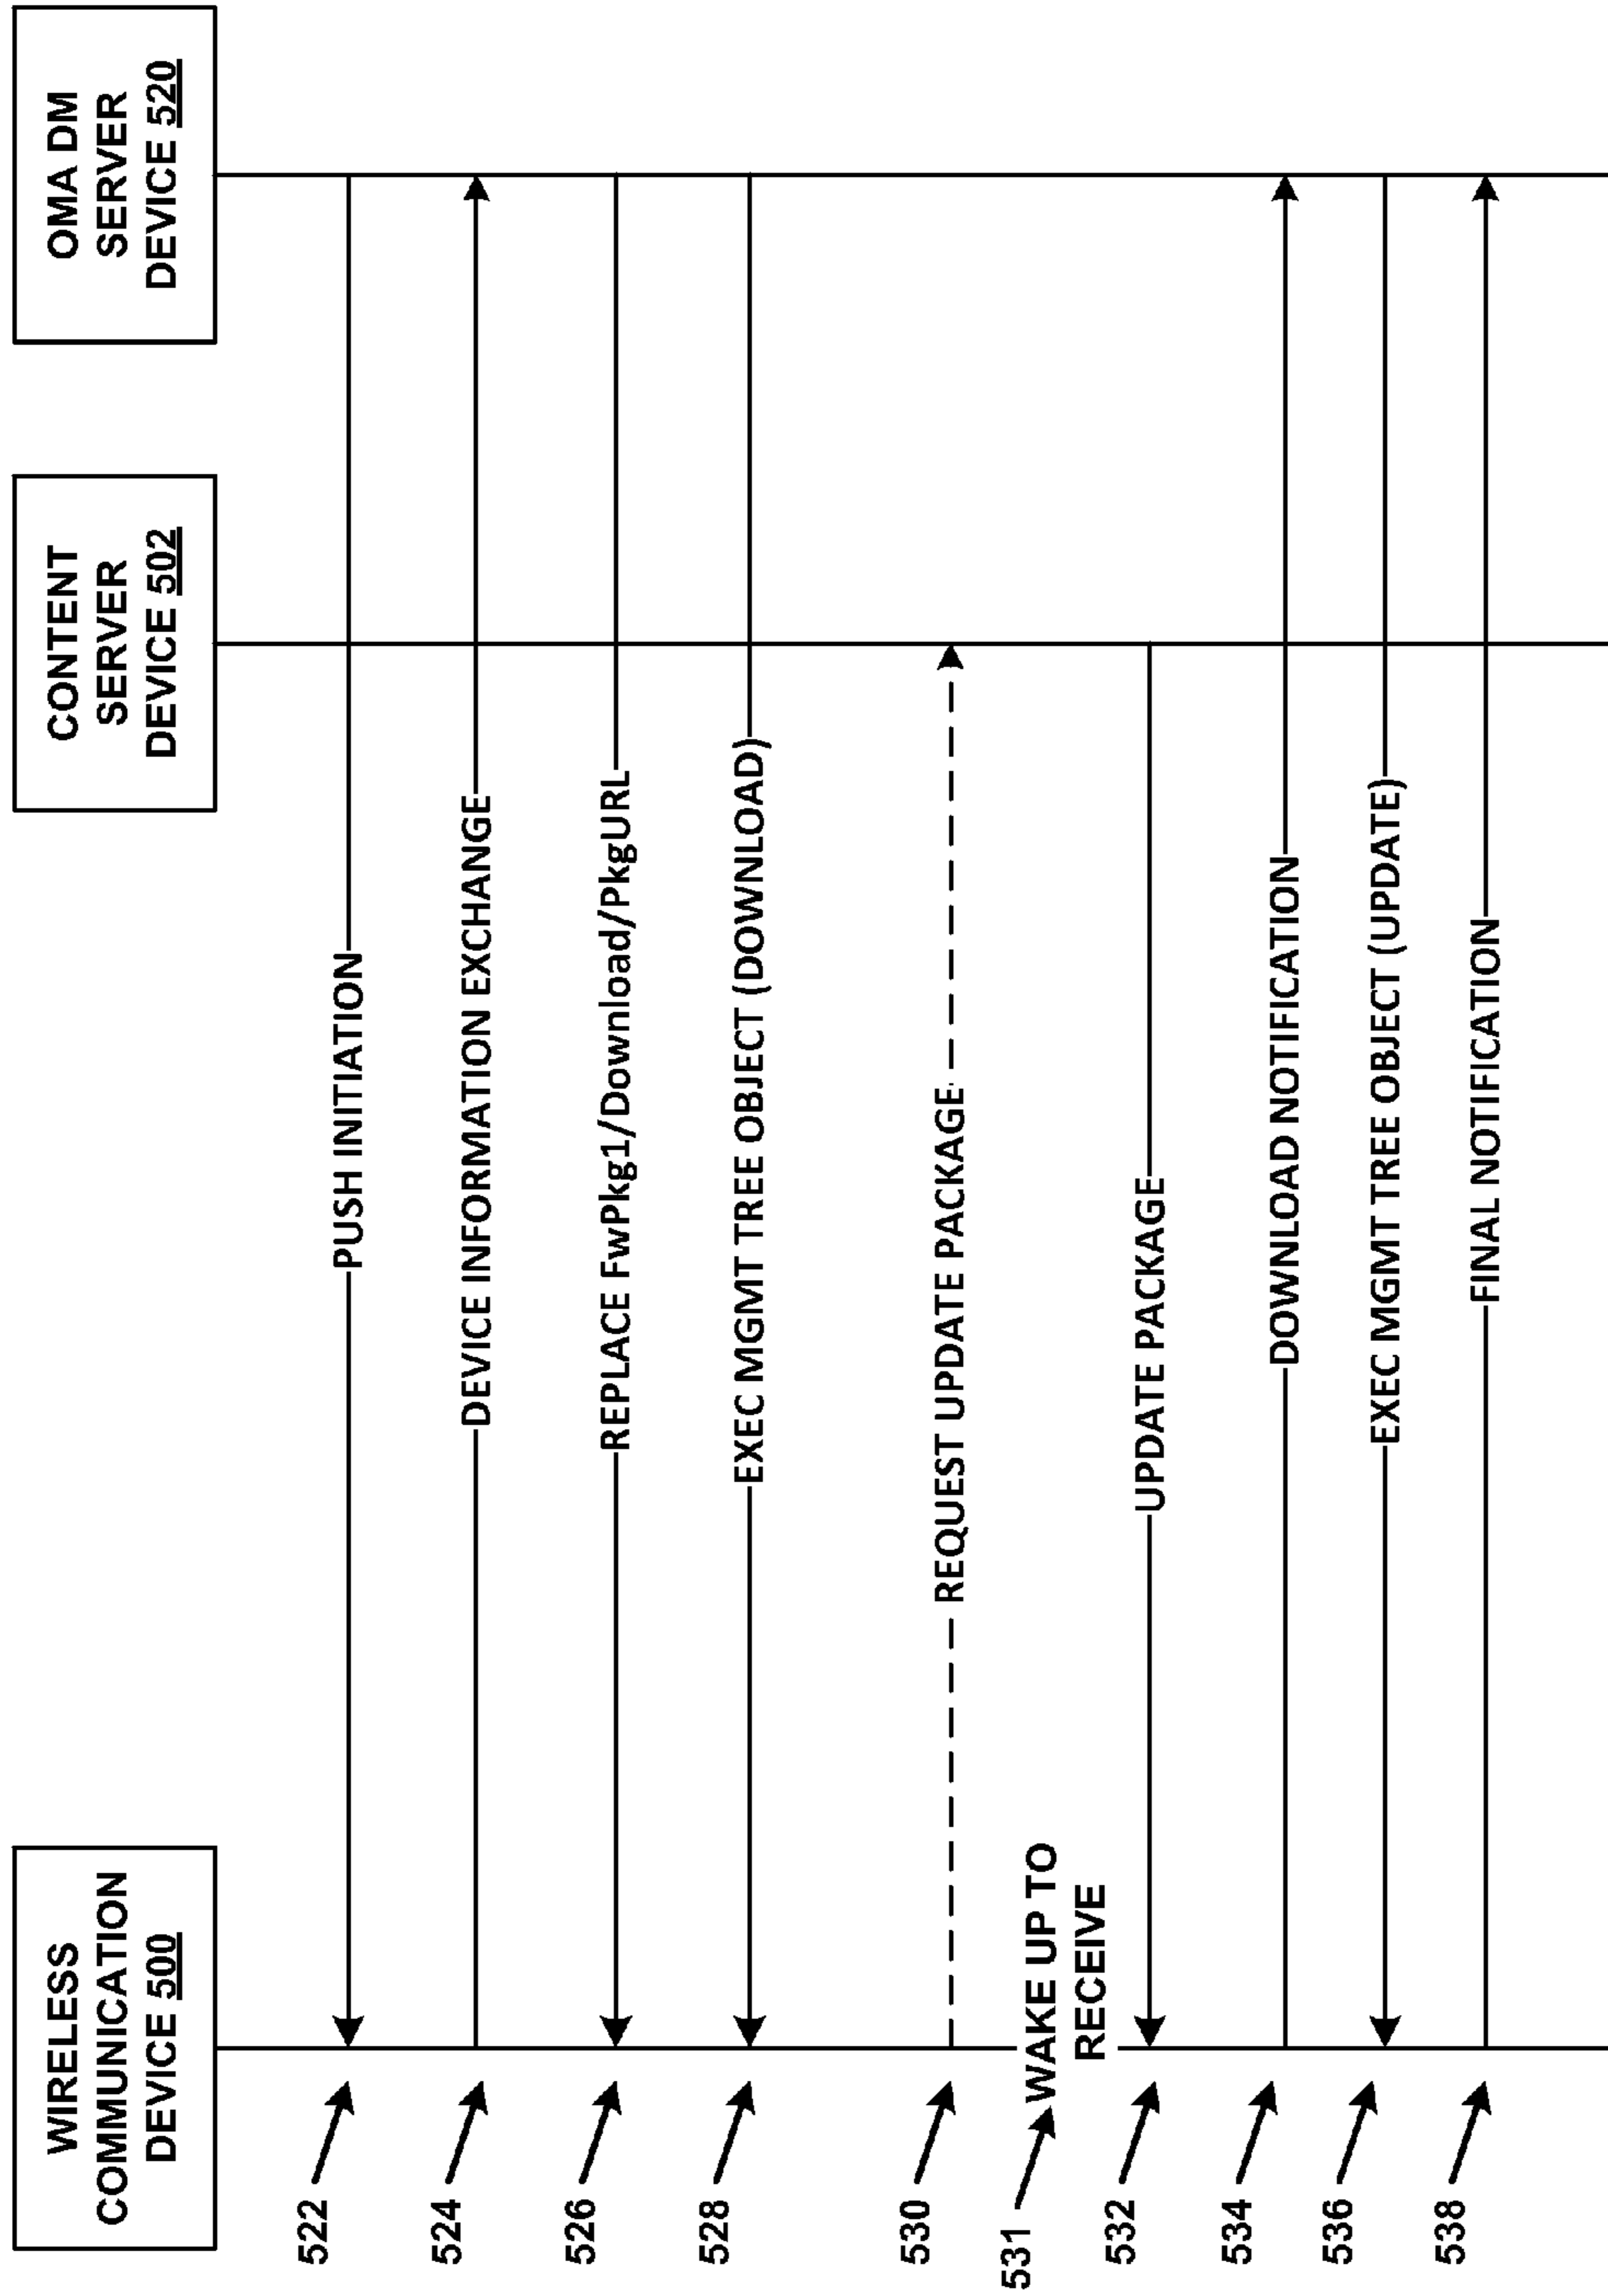 WIRELESS
COMMUNICATION
DEVICE 500
CONTENT
SERVER
DEVICE 502
OMA DM
SERVER
DEVICE 520
522
PUSH INITIATION
524
DEVICE INFORMATION EXCHANGE
526
REPLACE FwPkg1/Download/PkgURL
528
EXEC MGMT TREE OBJECT (DOWNLOAD)
530
REQUEST UPDATE PACKAGE
531
WAKE UP TO
RECEIVE
532
UPDATE PACKAGE
534
DOWNLOAD NOTIFICATION
536
EXEC MGMT TREE OBJECT (UPDATE)
538
FINAL NOTIFICATION